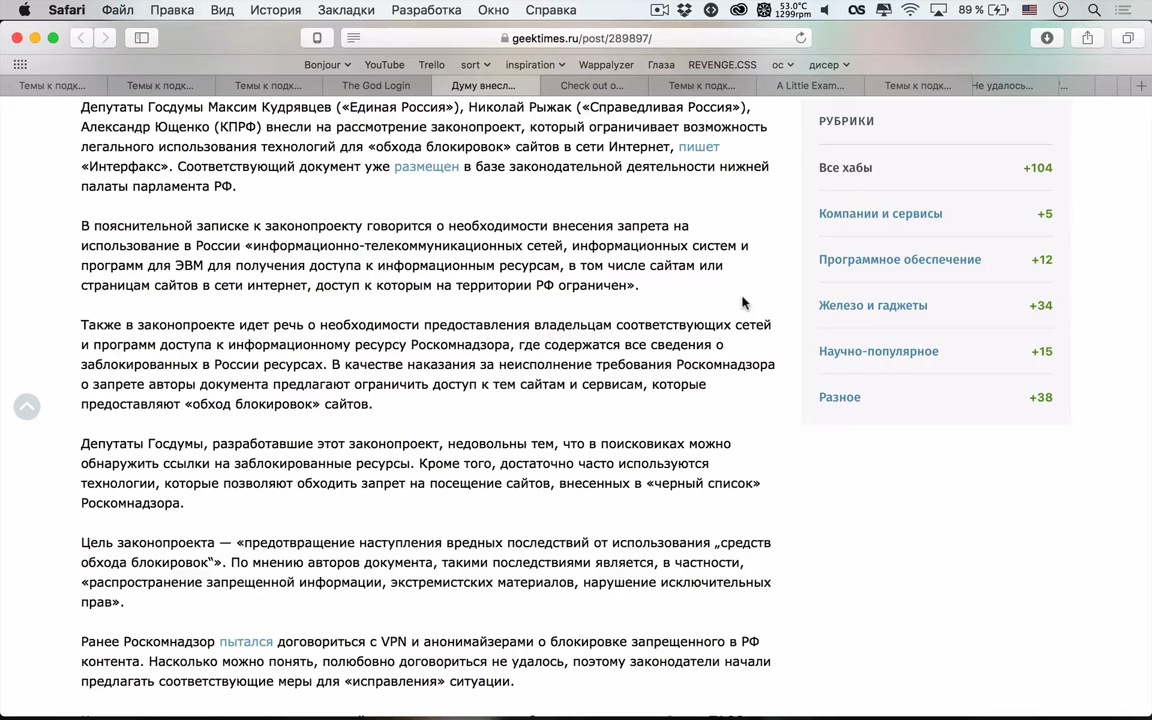 Safari Файл Правка Вид История Закладки Разработка Окно Справка 53.0°C 1299rpm 89 %
geektimes.ru/post/289897/
Bonjour YouTube Trello sort inspiration Wappalyzer Глаза REVENGE.CSS ос дисер
Темы к подк... Темы к подк... Темы к подк... The God Login Думу внесл... Check out o... Темы к подк... A Little Exam... Темы к подк... Не удалось...
Депутаты Госдумы Максим Кудрявцев («Единая Россия»), Николай Рыжак («Справедливая Россия»),
Александр Ющенко (КПРФ) внесли на рассмотрение законопроект, который ограничивает возможность
легального использования технологий для «обхода блокировок» сайтов в сети Интернет, пишет
«Интерфакс». Соответствующий документ уже размещен в базе законодательной деятельности нижней
палаты парламента РФ.
В пояснительной записке к законопроекту говорится о необходимости внесения запрета на
использование в России «информационно-телекоммуникационных сетей, информационных систем и
программ для ЭВМ для получения доступа к информационным ресурсам, в том числе сайтам или
страницам сайтов в сети интернет, доступ к которым на территории РФ ограничен».
Также в законопроекте идет речь о необходимости предоставления владельцам соответствующих сетей
и программ доступа к информационному ресурсу Роскомнадзора, где содержатся все сведения о
заблокированных в России ресурсах. В качестве наказания за неисполнение требования Роскомнадзора
о запрете авторы документа предлагают ограничить доступ к тем сайтам и сервисам, которые
предоставляют «обход блокировок» сайтов.
Депутаты Госдумы, разработавшие этот законопроект, недовольны тем, что в поисковиках можно
обнаружить ссылки на заблокированные ресурсы. Кроме того, достаточно часто используются
технологии, которые позволяют обходить запрет на посещение сайтов, внесенных в «черный список»
Роскомнадзора.
Цель законопроекта — «предотвращение наступления вредных последствий от использования „средств
обхода блокировок“». По мнению авторов документа, такими последствиями является, в частности,
«распространение запрещенной информации, экстремистских материалов, нарушение исключительных
прав».
Ранее Роскомнадзор пытался договориться с VPN и анонимайзерами о блокировке запрещенного в РФ
контента. Насколько можно понять, полюбовно договориться не удалось, поэтому законодатели начали
предлагать соответствующие меры для «исправления» ситуации.
РУБРИКИ
Все хабы +104
Компании и сервисы +5
Программное обеспечение +12
Железо и гаджеты +34
Научно-популярное +15
Разное +38